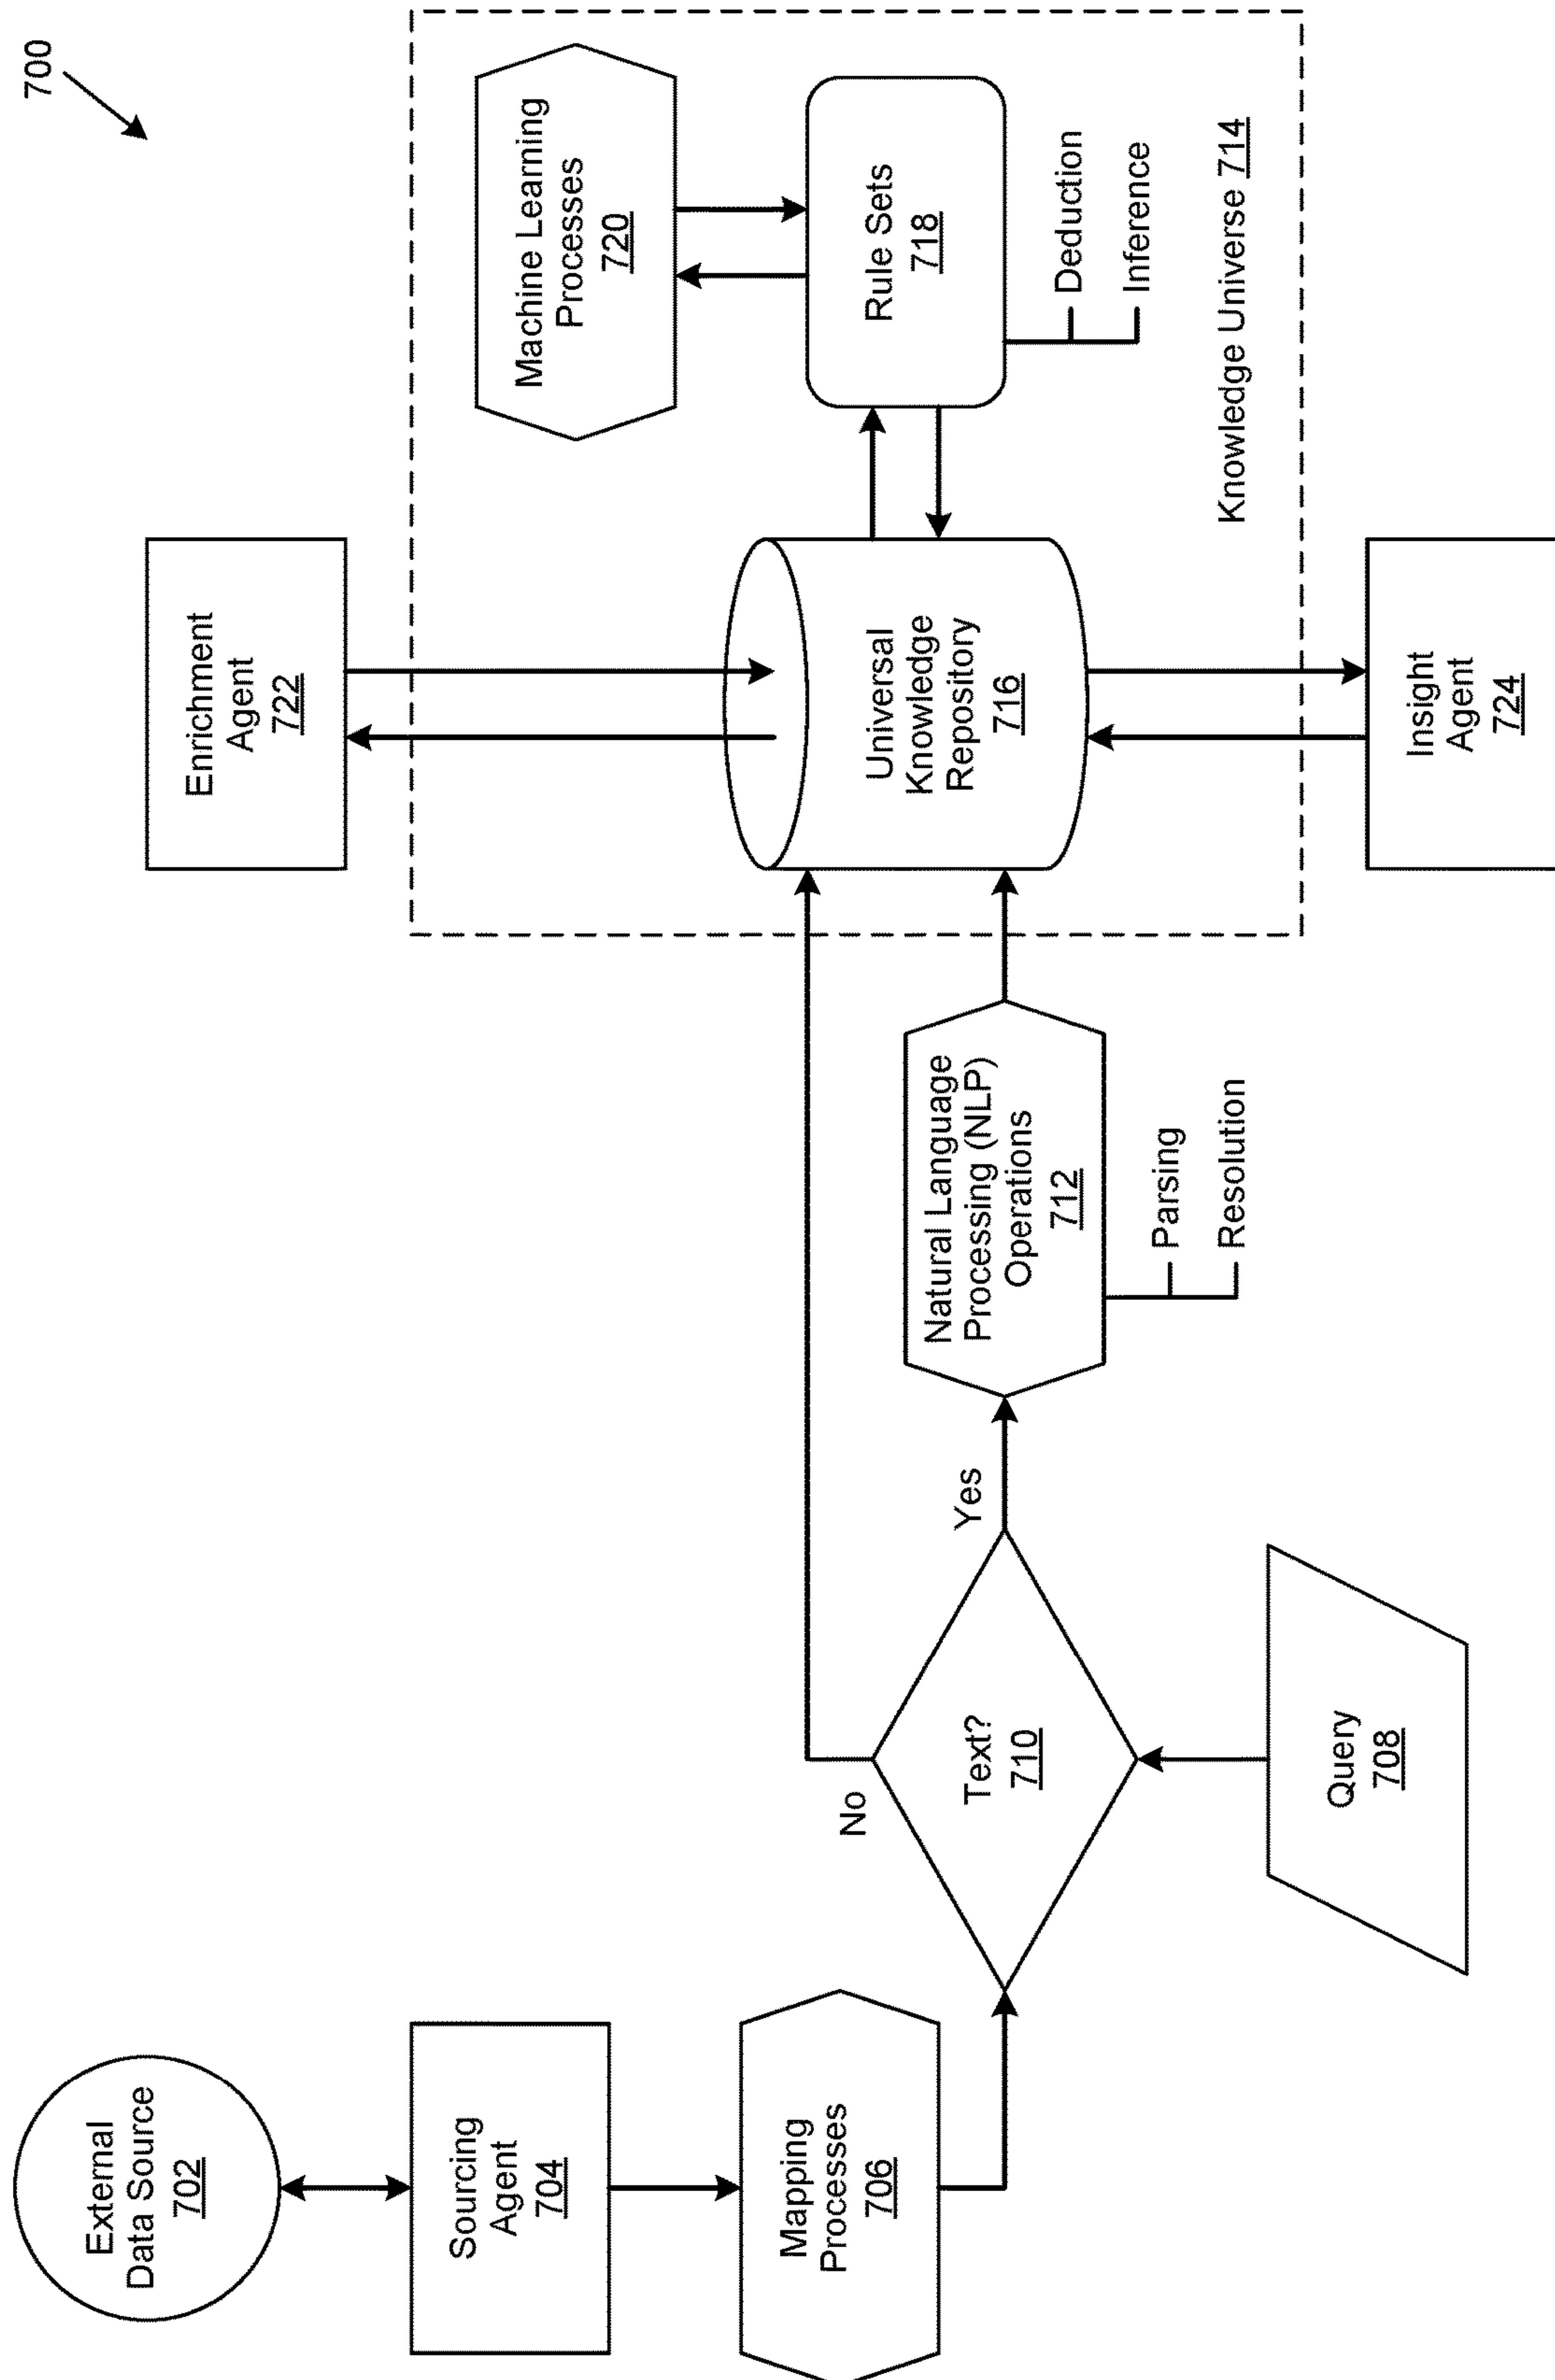 700
External
Data Source
702
Sourcing
Agent
704
Mapping
Processes
706
Query
708
Text?
710
No
Yes
Natural Language
Processing (NLP)
Operations
712
Parsing
Resolution
Enrichment
Agent
722
Universal
Knowledge
Repository
716
Machine Learning
Processes
720
Rule Sets
718
Deduction
Inference
Knowledge Universe 714
Insight
Agent
724